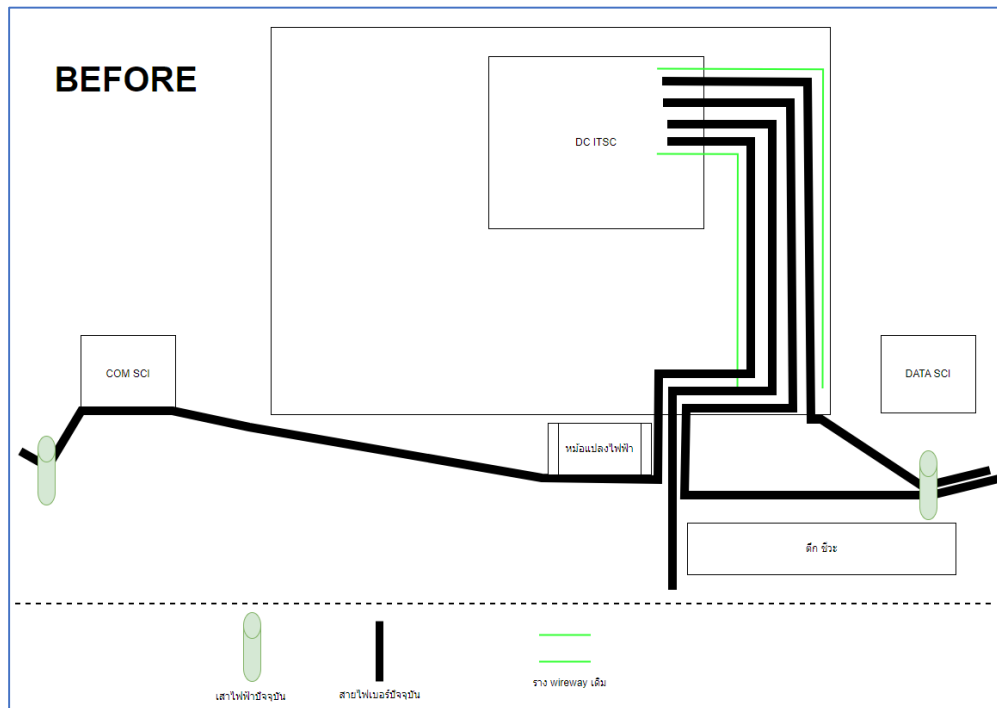 BEFORE
DC ITSC
COM SCI
DATA SCI
หม้อแปลงไฟฟ้า
ตึก ชีวะ
เสาไฟฟ้าปัจจุบัน
สายไฟเบอร์ปัจจุบัน
ราง wireway เดิม